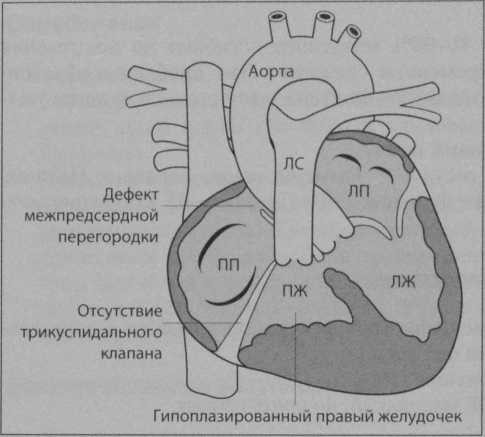 Аорта
ЛС
ЛП
Дефект
межпредсердной
перегородки
ПП
ПЖ
ЛЖ
Отсутствие
трикуспидального
клапана
Гипоплазированный правый желудочек